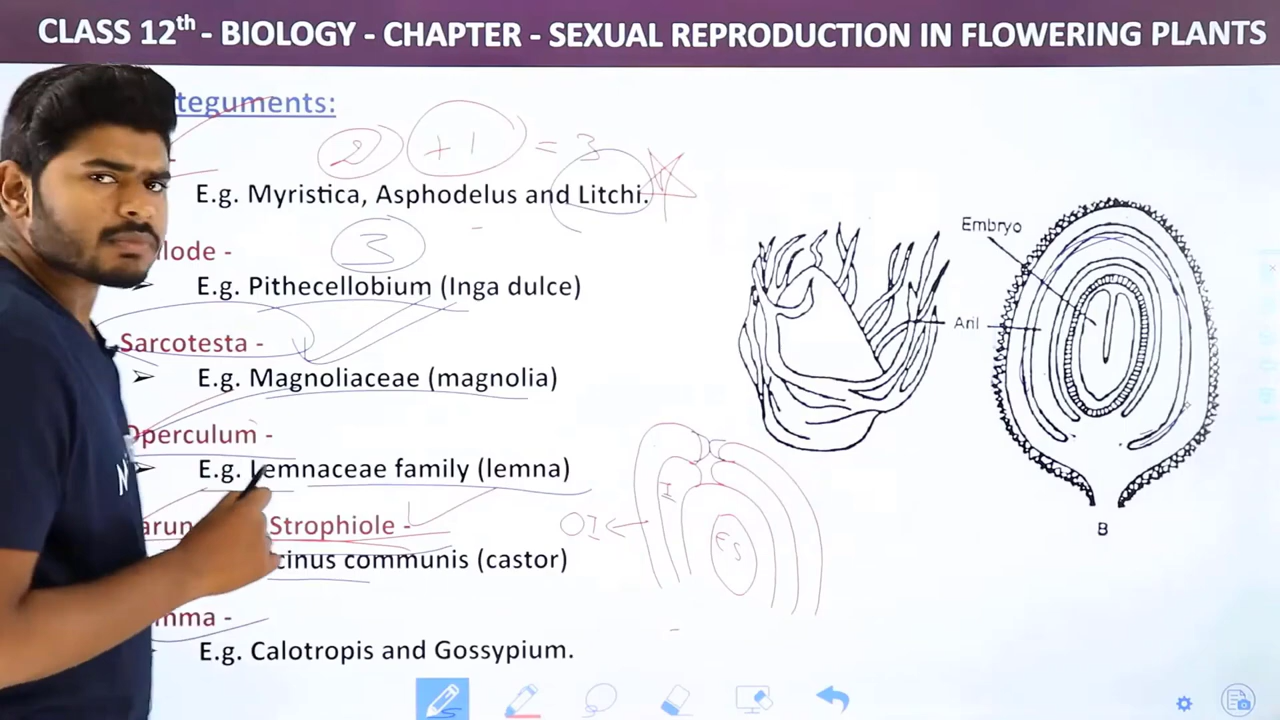 CLASS 12th - BIOLOGY - CHAPTER - SEXUAL REPRODUCTION IN FLOWERING PLANTS
teguments:
2 + 1 = 3
E.g. Myristica, Asphodelus and Litchi.
lode -
3
E.g. Pithecellobium (Inga dulce)
Sarcotesta -
E.g. Magnoliaceae (magnolia)
Operculum -
E.g. Lemnaceae family (lemna)
arun Strophiole -
cinus communis (castor)
mma -
E.g. Calotropis and Gossypium.
Embryo
Aril
B
OI
II
ES